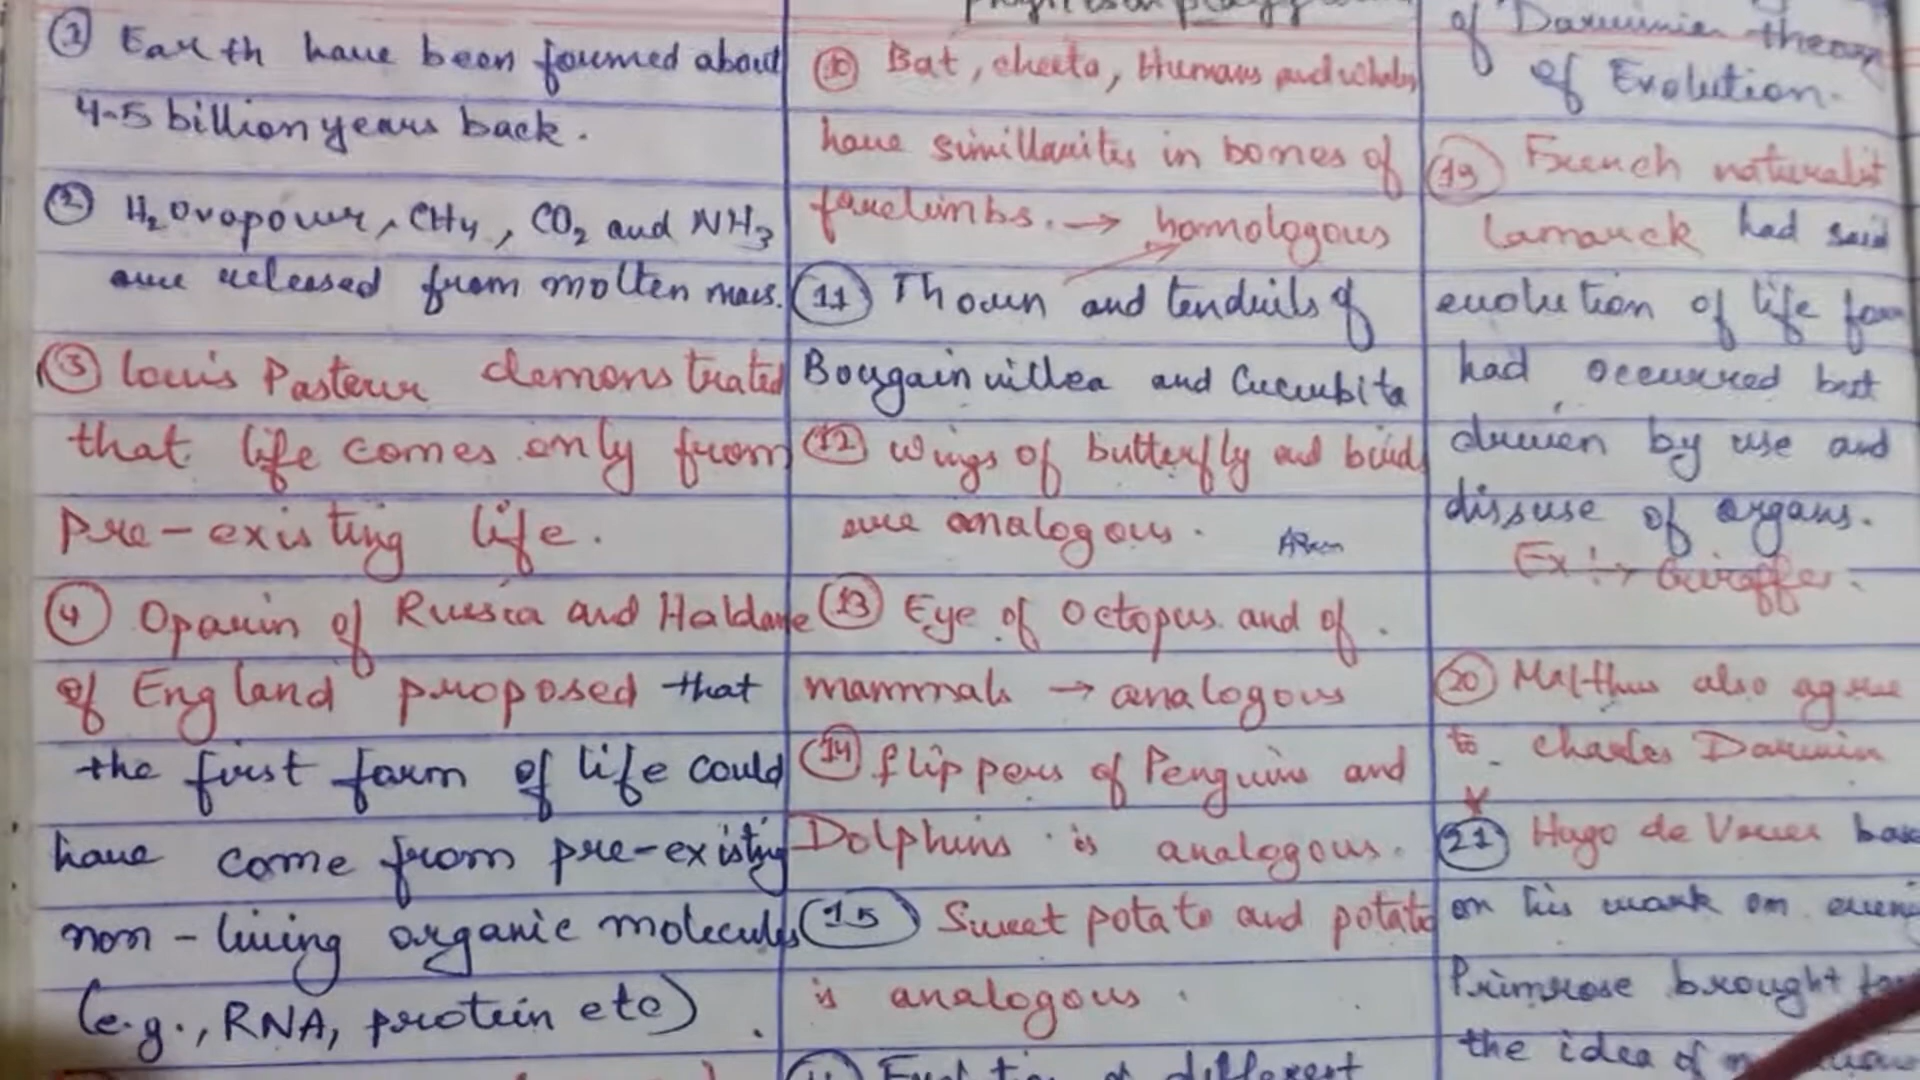 ① Earth have been formed about
4.5 billion years back.
② H₂O vapour, CH₄, CO₂ and NH₃
are released from molten mass.
③ Louis Pasteur demonstrated
that life comes only from
pre-existing life.
④ Oparin of Russia and Haldane
of England proposed that
the first form of life could
have come from pre-existing
non-living organic molecules
(e.g., RNA, protein etc).
⑩ Bat, cheeta, Humans and whales
have simillarites in bones of
forelimbs. → homologous
⑪ Thorn and tendrils of
Bougainvillea and Cucurbita
⑫ Wings of butterfly and bird
are analogous.
⑬ Eye of Octopus and of
mammals → analogous
⑭ flippers of Penguins and
Dolphins is analogous.
⑮ Sweet potato and potato
is analogous.
different
of Darwinian theory
of Evolution.
⑲ French naturalist
Lamarck had said
evolution of life form
had occurred but
driven by use and
disuse of organs.
Ex :→ Giraffes.
⑳ Malthus also agree
to charles Darwin
㉑ Hugo de Vries
on his work on
Primrose brought
the idea of